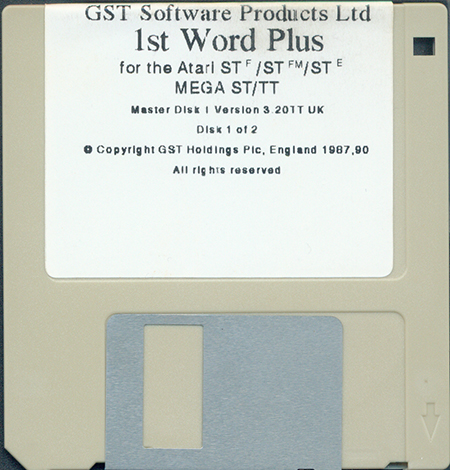 GST Software Products Ltd
1st Word Plus
for the Atari ST F /ST FM/ST E
MEGA ST/TT
Master Disk 1 Version 3.20TT UK
Disk 1 of 2
© Copyright GST Holdings Plc, England 1987,90
All rights reserved